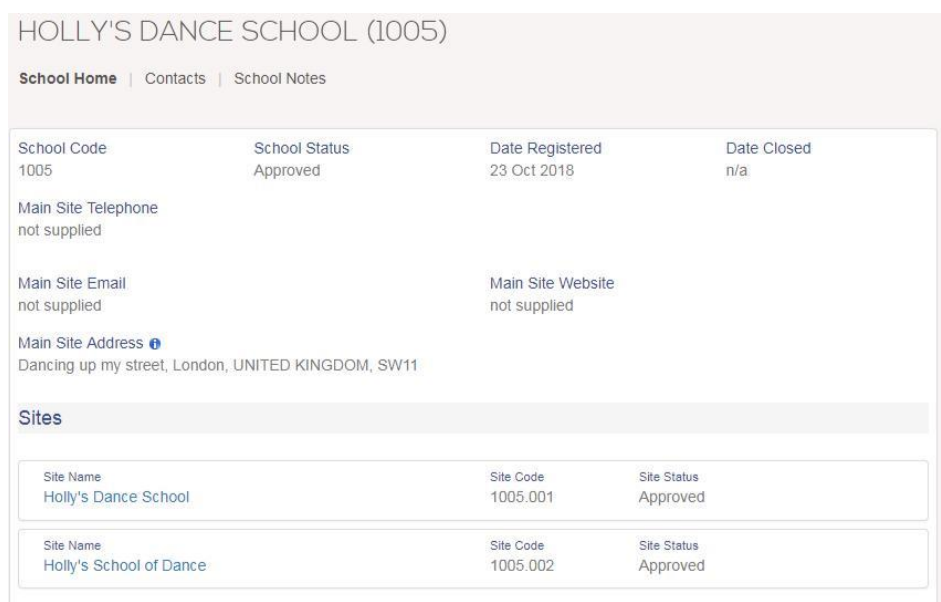 HOLLY'S DANCE SCHOOL (1005)
School Home | Contacts | School Notes
School Code School Status Date Registered Date Closed
1005 Approved 23 Oct 2018 n/a
Main Site Telephone
not supplied
Main Site Email Main Site Website
not supplied not supplied
Main Site Address
Dancing up my street, London, UNITED KINGDOM, SW11
Sites
Site Name Site Code Site Status
Holly's Dance School 1005.001 Approved
Site Name Site Code Site Status
Holly's School of Dance 1005.002 Approved